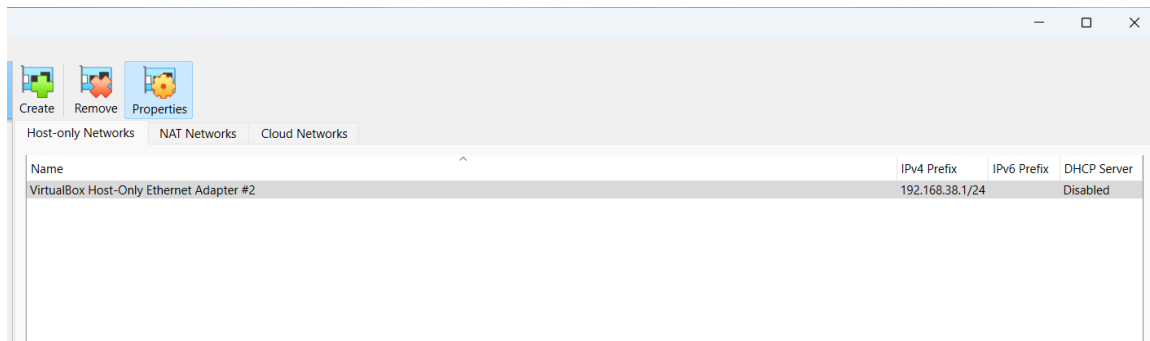 Create Remove Properties
Host-only Networks NAT Networks Cloud Networks
Name IPv4 Prefix IPv6 Prefix DHCP Server
VirtualBox Host-Only Ethernet Adapter #2 192.168.38.1/24 Disabled